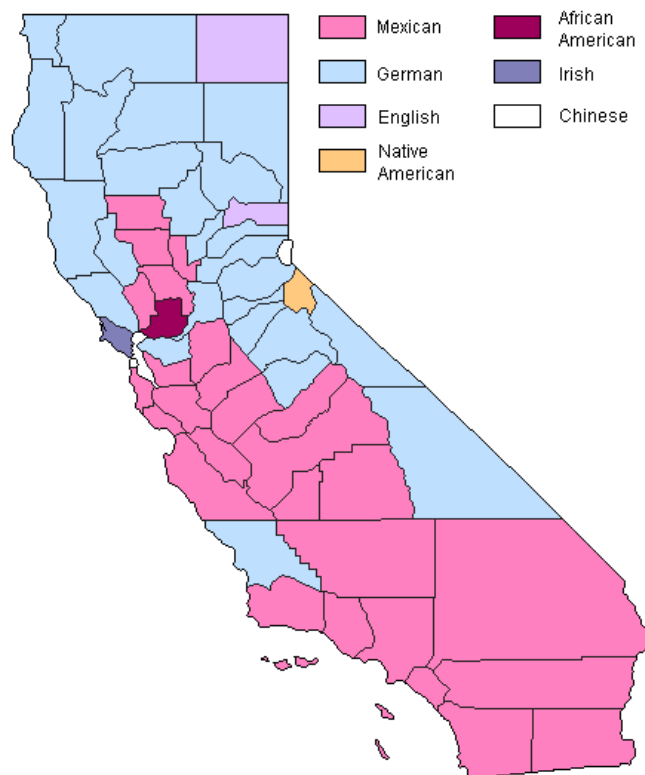 Mexican
German
English
Native
American
African
American
Irish
Chinese